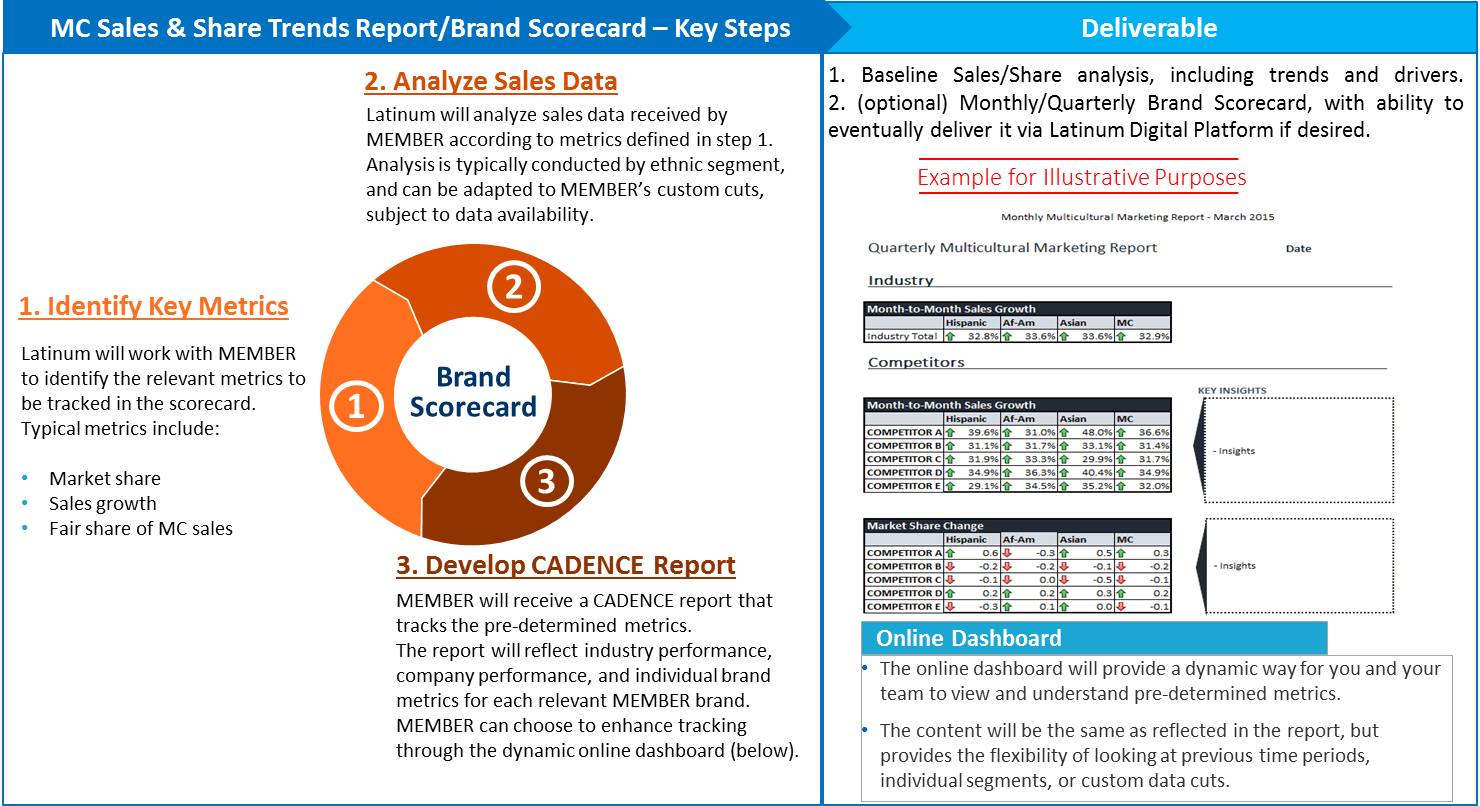 MC Sales & Share Trends Report/Brand Scorecard – Key Steps
Deliverable
2. Analyze Sales Data
Latinum will analyze sales data received by
MEMBER according to metrics defined in step 1.
Analysis is typically conducted by ethnic segment,
and can be adapted to MEMBER's custom cuts,
subject to data availability.
1. Identify Key Metrics
Latinum will work with MEMBER
to identify the relevant metrics to
be tracked in the scorecard.
Typical metrics include:
• Market share
• Sales growth
• Fair share of MC sales
1
2
3
Brand
Scorecard
3. Develop CADENCE Report
MEMBER will receive a CADENCE report that
tracks the pre-determined metrics.
The report will reflect industry performance,
company performance, and individual brand
metrics for each relevant MEMBER brand.
MEMBER can choose to enhance tracking
through the dynamic online dashboard (below).
1. Baseline Sales/Share analysis, including trends and drivers.
2. (optional) Monthly/Quarterly Brand Scorecard, with ability to
eventually deliver it via Latinum Digital Platform if desired.
Example for Illustrative Purposes
Monthly Multicultural Marketing Report - March 2015
Quarterly Multicultural Marketing Report Date
Industry
Month-to-Month Sales Growth
Hispanic Af-Am Asian MC
Industry Total 32.8% 33.6% 33.6% 32.9%
Competitors
Month-to-Month Sales Growth
Hispanic Af-Am Asian MC
COMPETITOR A 39.6% 31.0% 48.0% 36.6%
COMPETITOR B 31.1% 31.7% 33.1% 31.4%
COMPETITOR C 31.9% 33.3% 29.9% 31.7%
COMPETITOR D 34.9% 36.3% 40.4% 34.9%
COMPETITOR E 29.1% 34.5% 35.2% 32.0%
KEY INSIGHTS
- Insights
Market Share Change
Hispanic Af-Am Asian MC
COMPETITOR A 0.6 -0.3 0.5 0.3
COMPETITOR B -0.2 -0.2 -0.1 -0.2
COMPETITOR C -0.1 0.0 -0.5 -0.1
COMPETITOR D 0.2 0.2 0.3 0.2
COMPETITOR E -0.3 0.1 0.0 -0.1
- Insights
Online Dashboard
• The online dashboard will provide a dynamic way for you and your
team to view and understand pre-determined metrics.
• The content will be the same as reflected in the report, but
provides the flexibility of looking at previous time periods,
individual segments, or custom data cuts.